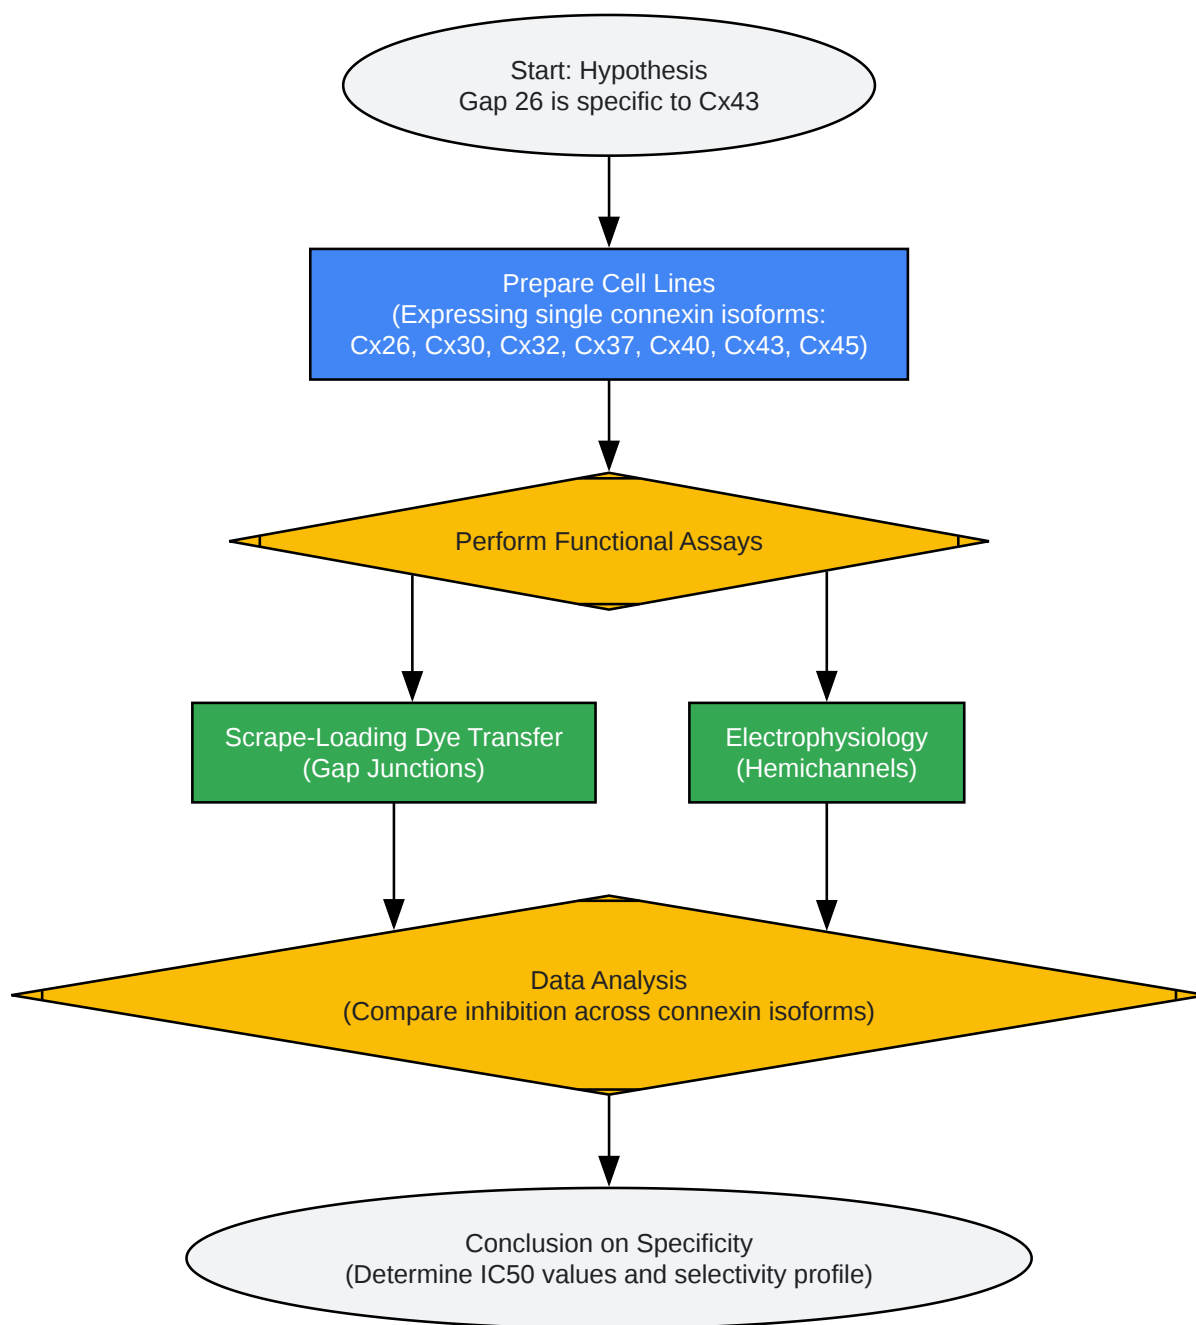 Start: Hypothesis
Gap 26 is specific to Cx43
Prepare Cell Lines
(Expressing single connexin isoforms:
Cx26, Cx30, Cx32, Cx37, Cx40, Cx43, Cx45)
Perform Functional Assays
Scrape-Loading Dye Transfer
(Gap Junctions)
Electrophysiology
(Hemichannels)
Data Analysis
(Compare inhibition across connexin isoforms)
Conclusion on Specificity
(Determine IC50 values and selectivity profile)